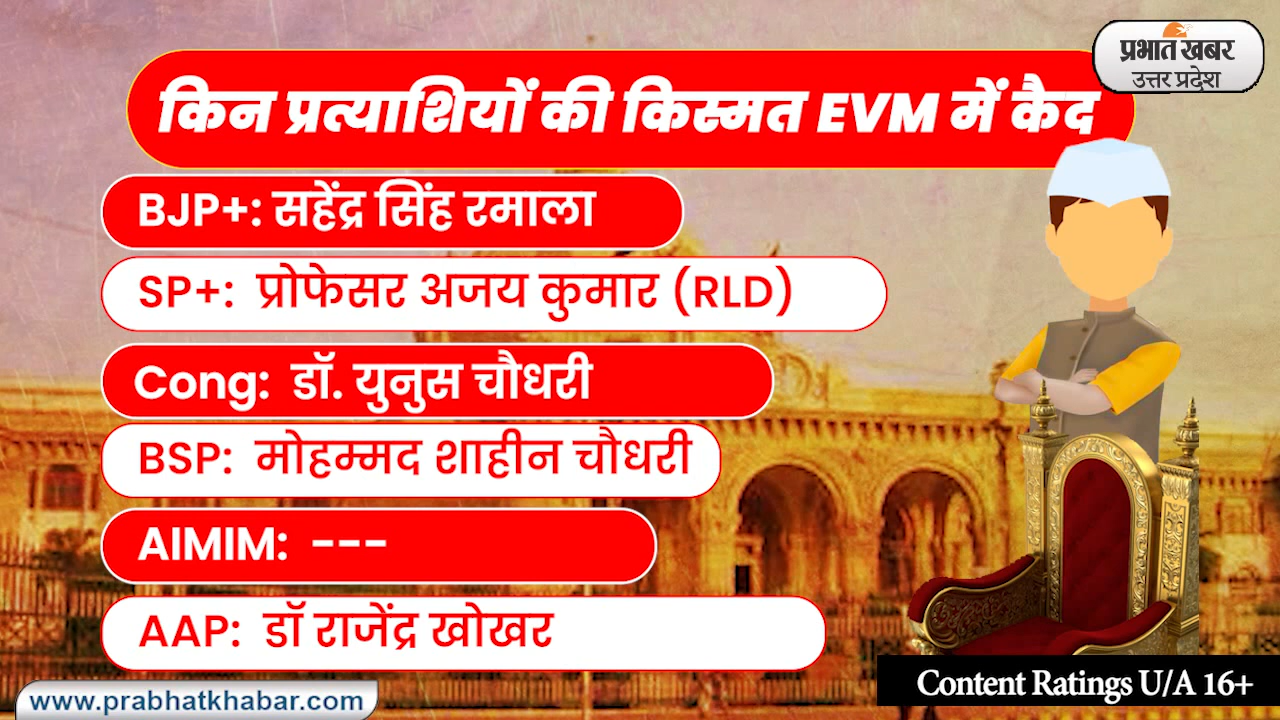 प्रभात खबर
उत्तर प्रदेश
किन प्रत्याशियों की किस्मत EVM में कैद
BJP+: सहेंद्र सिंह रमाला
SP+: प्रोफेसर अजय कुमार (RLD)
Cong: डॉ. युनुस चौधरी
BSP: मोहम्मद शाहीन चौधरी
AIMIM: ---
AAP: डॉ राजेंद्र खोखर
Content Ratings U/A 16+
www.prabhatkhabar.com